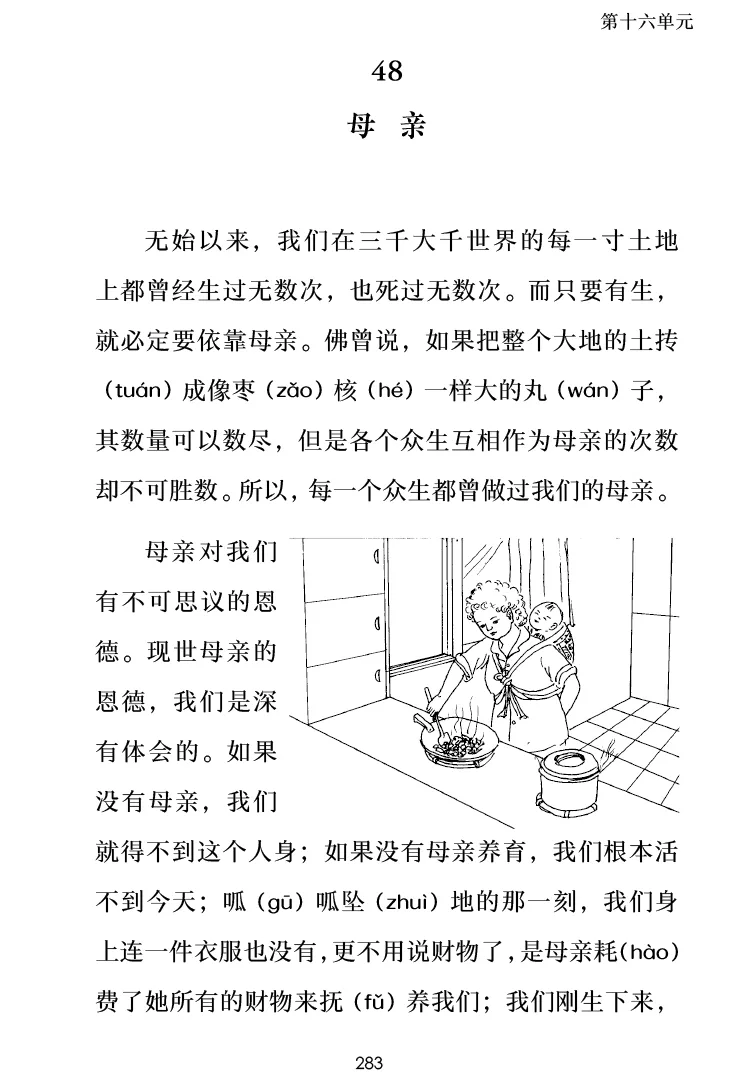 第十六单元
48
母 亲
无始以来，我们在三千大千世界的每一寸土地
上都曾经生过无数次，也死过无数次。而只要有生，
就必定要依靠母亲。佛曾说，如果把整个大地的土抟
（tuán）成像枣（zǎo）核（hé）一样大的丸（wán）子，
其数量可以数尽，但是各个众生互相作为母亲的次数
却不可胜数。所以，每一个众生都曾做过我们的母亲。
母亲对我们
有不可思议的恩
德。现世母亲的
恩德，我们是深
有体会的。如果
没有母亲，我们
就得不到这个人身；如果没有母亲养育，我们根本活
不到今天；呱（gū）呱坠（zhuì）地的那一刻，我们身
上连一件衣服也没有，更不用说财物了，是母亲耗（hào）
费了她所有的财物来抚（fǔ）养我们；我们刚生下来，
283